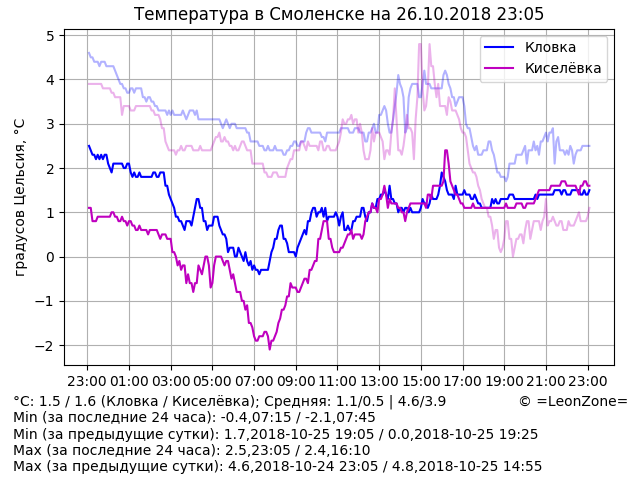 Температура в Смоленске на 26.10.2018 23:05
градусов Цельсия, °C
5
4
3
2
1
0
−1
−2
Кловка
Киселёвка
23:00 01:00 03:00 05:00 07:00 09:00 11:00 13:00 15:00 17:00 19:00 21:00 23:00
°C: 1.5 / 1.6 (Кловка / Киселёвка); Средняя: 1.1/0.5 | 4.6/3.9 © =LeonZone=
Min (за последние 24 часа): -0.4,07:15 / -2.1,07:45
Min (за предыдущие сутки): 1.7,2018-10-25 19:05 / 0.0,2018-10-25 19:25
Max (за последние 24 часа): 2.5,23:05 / 2.4,16:10
Max (за предыдущие сутки): 4.6,2018-10-24 23:05 / 4.8,2018-10-25 14:55